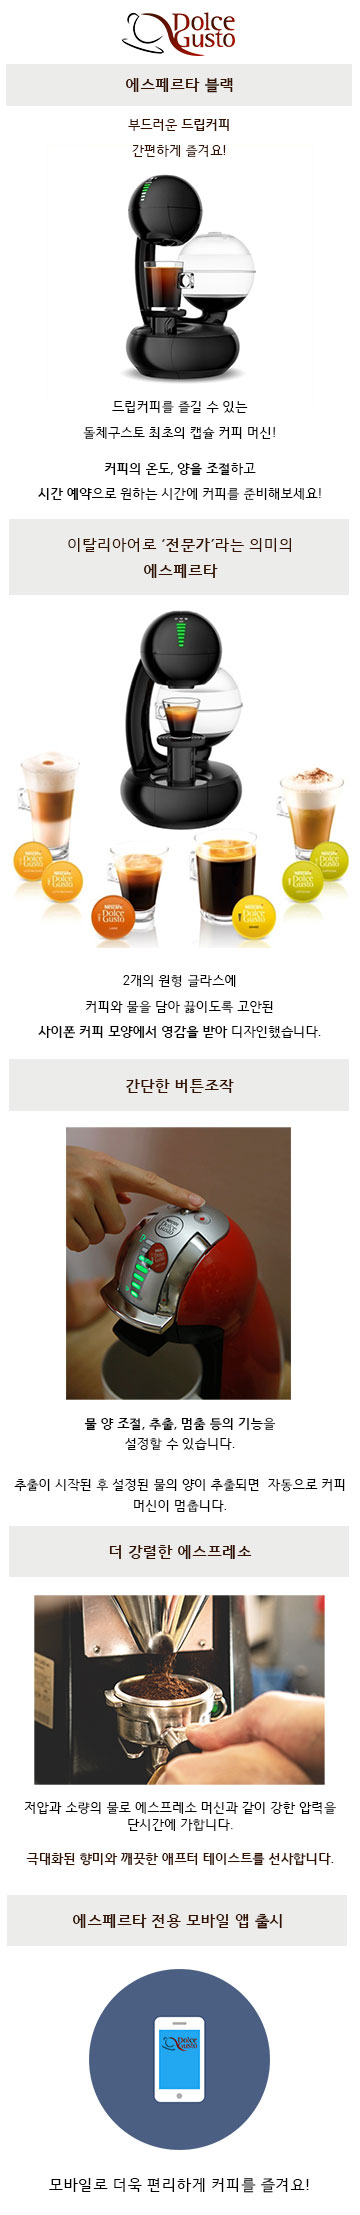 Dolce
Gusto
에스페르타 블랙
부드러운 드립커피
간편하게 즐겨요!
드립커피를 즐길 수 있는
돌체구스토 최초의 캡슐 커피 머신!
커피의 온도, 양을 조절하고
시간 예약으로 원하는 시간에 커피를 준비해보세요!
이탈리아어로 '전문가'라는 의미의
에스페르타
NESCAFÉ
Dolce
Gusto
NESCAFÉ
Dolce
Gusto
NESCAFÉ
Dolce
Gusto
NESCAFÉ
Dolce
Gusto
NESCAFÉ
Dolce
Gusto
NESCAFÉ
Dolce
Gusto
2개의 원형 글라스에
커피와 물을 담아 끓이도록 고안된
사이폰 커피 모양에서 영감을 받아 디자인했습니다.
간단한 버튼조작
NESCAFÉ
Dolce
Gusto
물 양 조절, 추출, 멈춤 등의 기능을
설정할 수 있습니다.
추출이 시작된 후 설정된 물의 양이 추출되면 자동으로 커피
머신이 멈춥니다.
더 강렬한 에스프레소
저압과 소량의 물로 에스프레소 머신과 같이 강한 압력을
단시간에 가합니다.
극대화된 향미와 깨끗한 애프터 테이스트를 선사합니다.
에스페르타 전용 모바일 앱 출시
Dolce
Gusto
모바일로 더욱 편리하게 커피를 즐겨요!